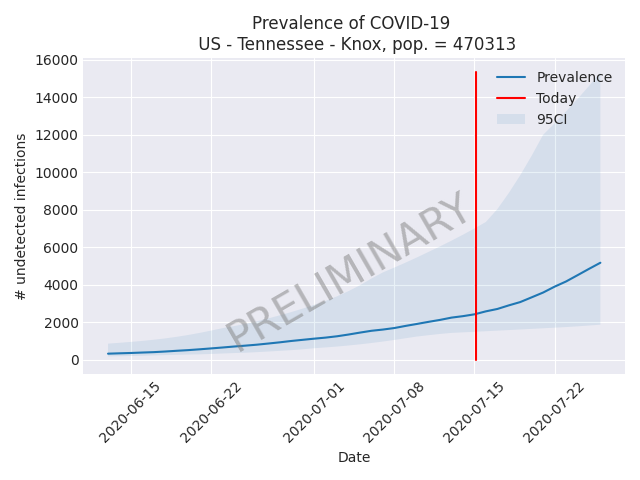 Prevalence of COVID-19
US - Tennessee - Knox, pop. = 470313
16000
14000
12000
10000
8000
6000
4000
2000
0
# undetected infections
Prevalence
Today
95CI
PRELIMINARY
2020-06-15
2020-06-22
2020-07-01
2020-07-08
2020-07-15
2020-07-22
Date